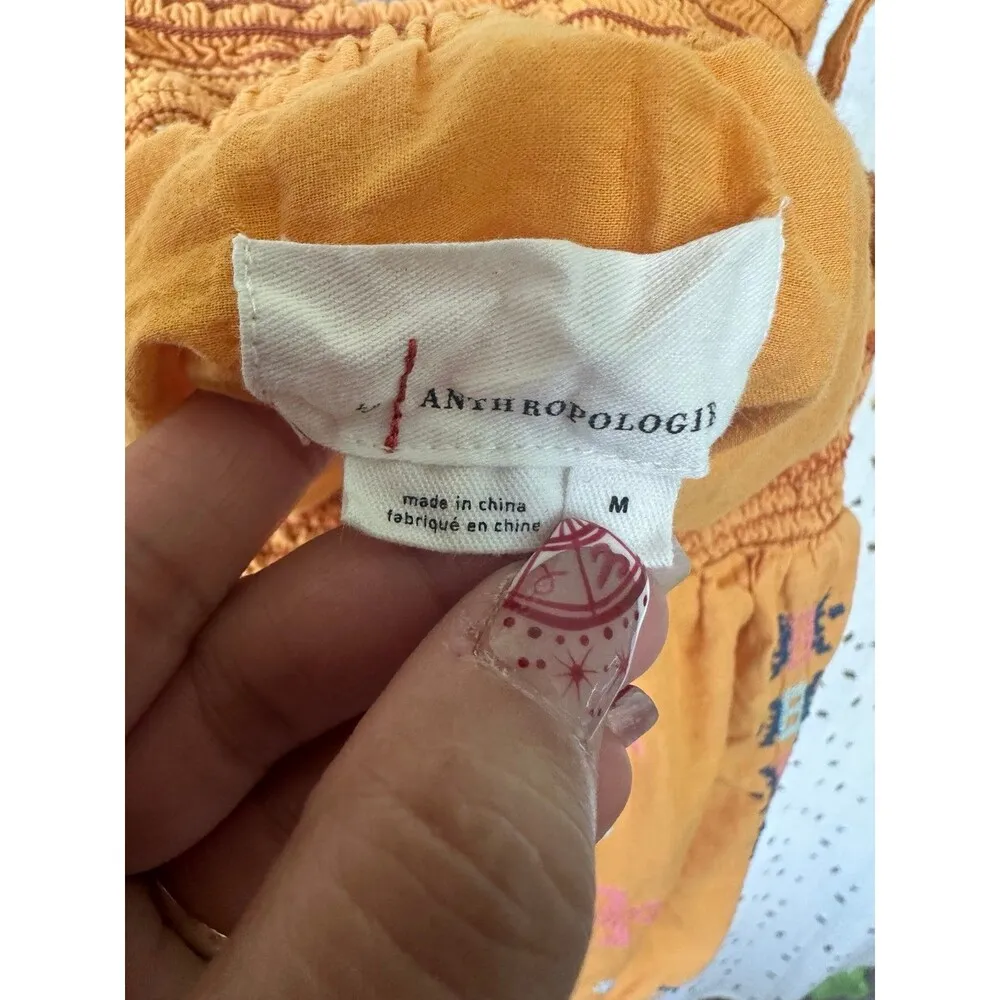 ANTHROPOLOGIE
made in china
fabriqué en chine
M